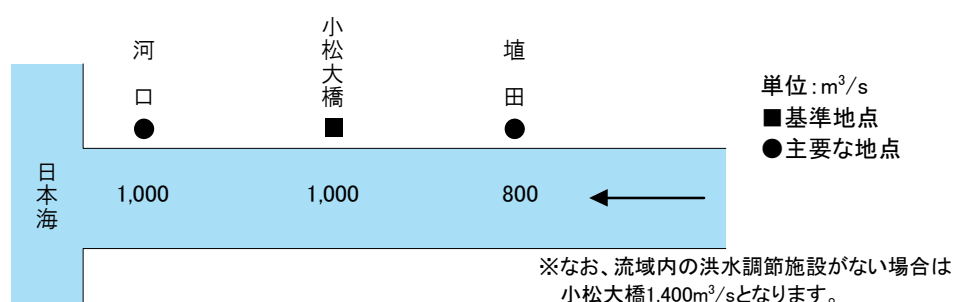 河口
小松大橋
埴田
単位:m³/s
■基準地点
●主要な地点
日本海
1,000
1,000
800
※なお、流域内の洪水調節施設がない場合は
小松大橋1,400m³/sとなります。